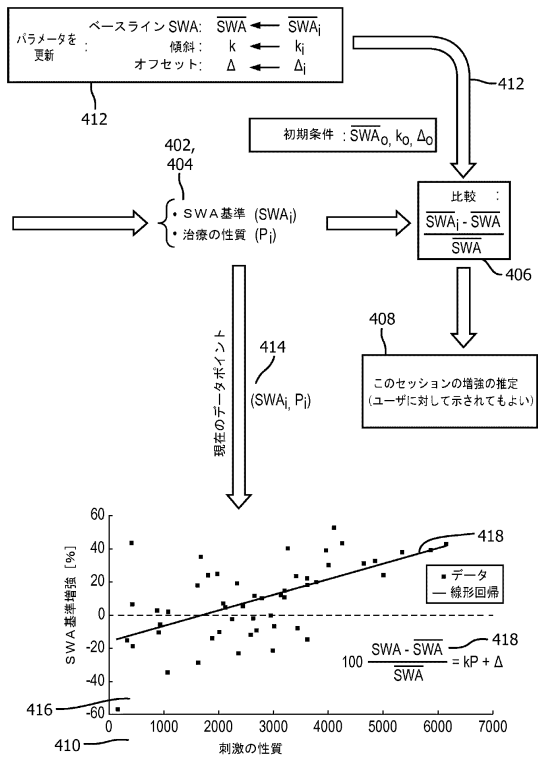 パラメータを
更新 :
ベースラインSWA: SWA ← SWAi
傾斜: k ← ki
オフセット: Δ ← Δi
412
412
初期条件 : SWA0, k0, Δ0
402,
404
・ SWA基準 (SWAi)
・ 治療の性質 (Pi)
比較 :
SWAi - SWA
SWA
406
408
このセッションの増強の推定
(ユーザに対して示されてもよい)
現在のデータポイント
414
(SWAi, Pi)
SWA基準増強 [%]
60
40
20
0
-20
-40
-60
418
データ
線形回帰
418
100 (SWA - SWA) / SWA = kP + Δ
416
410
0 1000 2000 3000 4000 5000 6000 7000
刺激の性質